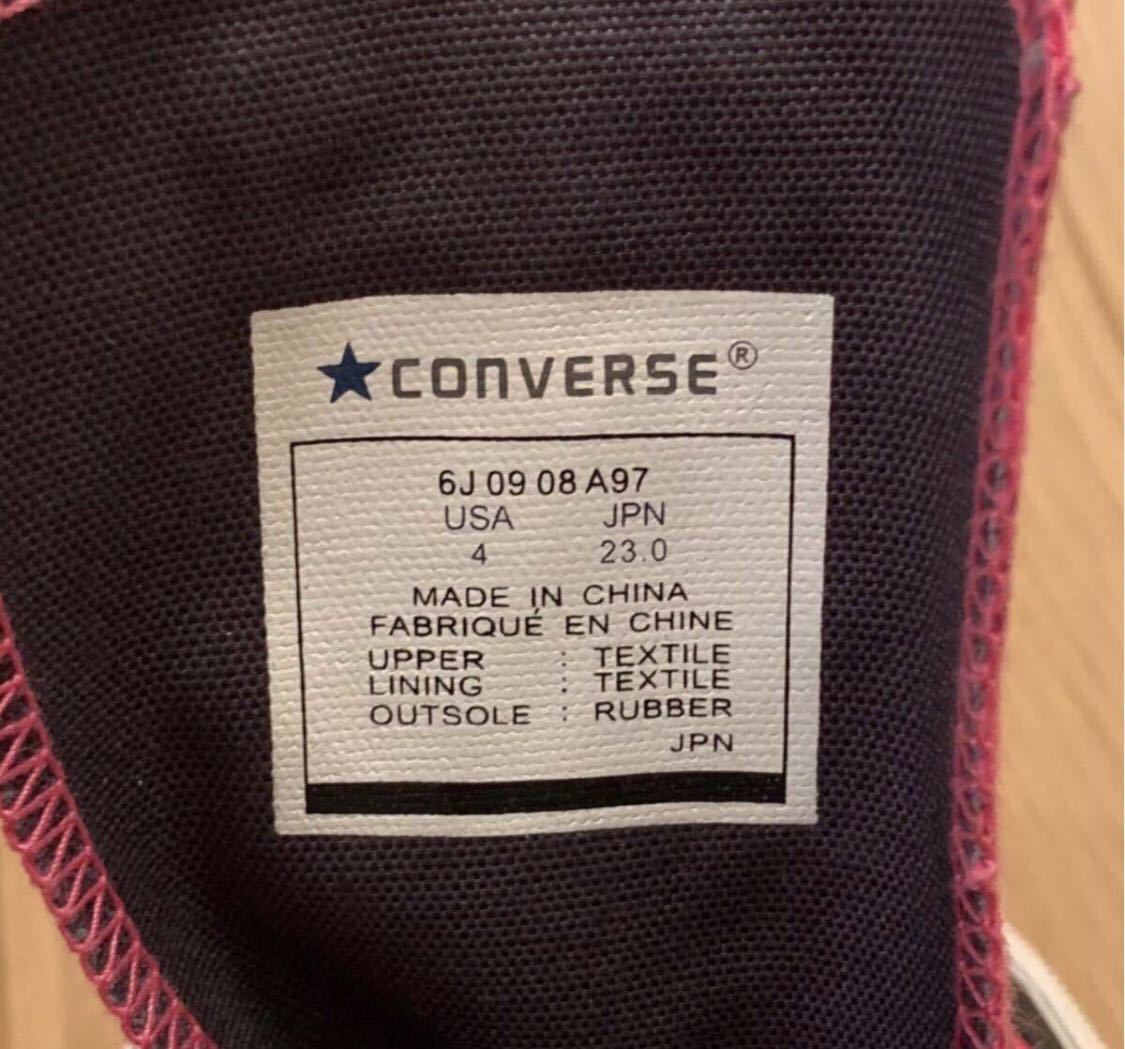 ★CONVERSE®
6J 09 08 A97
USA JPN
4 23.0
MADE IN CHINA
FABRIQUÉ EN CHINE
UPPER : TEXTILE
LINING : TEXTILE
OUTSOLE : RUBBER
JPN